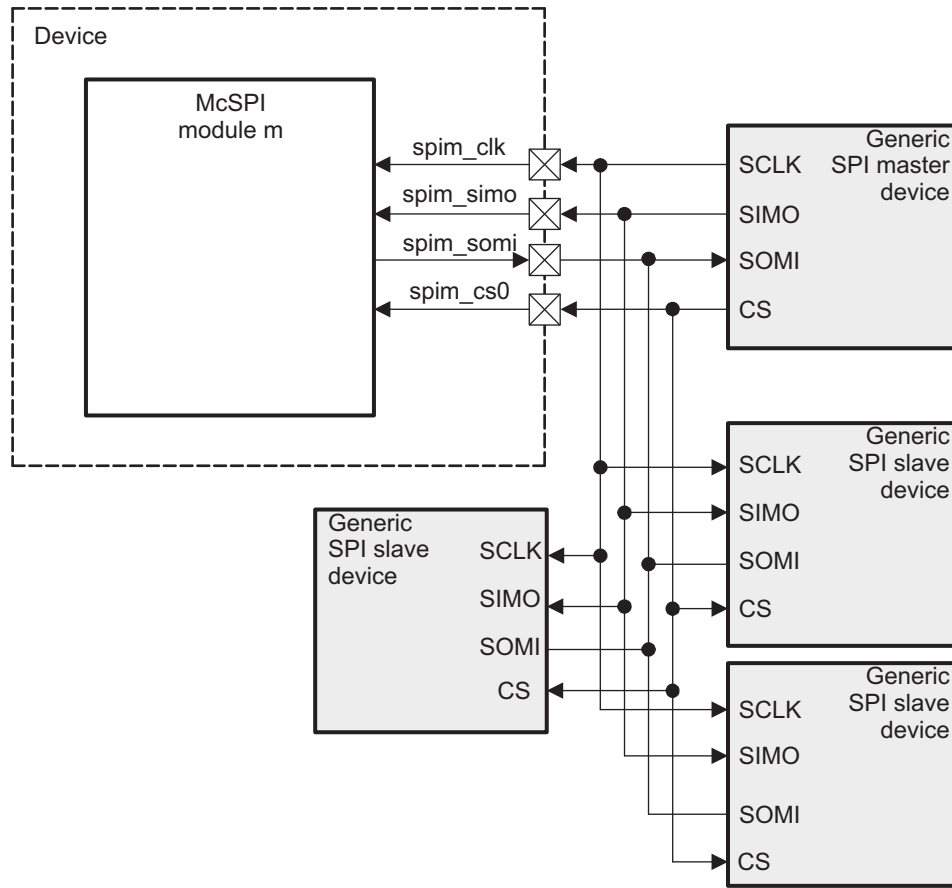 Device
McSPI
module m
spim_clk
spim_simo
spim_somi
spim_cs0
Generic
SPI master
device
SCLK
SIMO
SOMI
CS
Generic
SPI slave
device
SCLK
SIMO
SOMI
CS
Generic
SPI slave
device
SCLK
SIMO
SOMI
CS
Generic
SPI slave
device
SCLK
SIMO
SOMI
CS